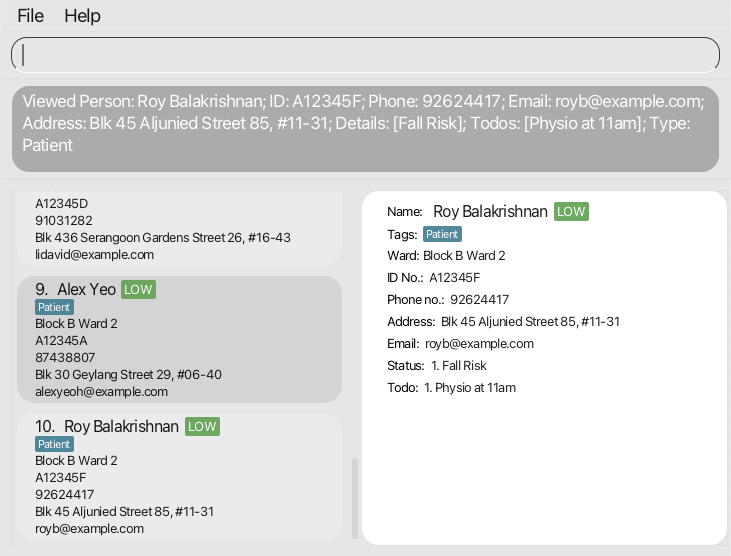 File Help
Viewed Person: Roy Balakrishnan; ID: A12345F; Phone: 92624417; Email: royb@example.com;
Address: Blk 45 Aljunied Street 85, #11-31; Details: [Fall Risk]; Todos: [Physio at 11am]; Type:
Patient
A12345D
91031282
Blk 436 Serangoon Gardens Street 26, #16-43
lidavid@example.com
9. Alex Yeo LOW
Patient
Block B Ward 2
A12345A
87438807
Blk 30 Geylang Street 29, #06-40
alexyeoh@example.com
10. Roy Balakrishnan LOW
Patient
Block B Ward 2
A12345F
92624417
Blk 45 Aljunied Street 85, #11-31
royb@example.com
Name: Roy Balakrishnan LOW
Tags: Patient
Ward: Block B Ward 2
ID No.: A12345F
Phone no.: 92624417
Address: Blk 45 Aljunied Street 85, #11-31
Email: royb@example.com
Status: 1. Fall Risk
Todo: 1. Physio at 11am